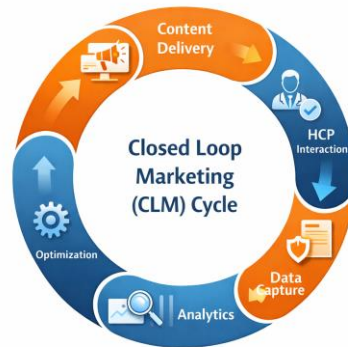 Content
Delivery
HCP
Interaction
Closed Loop
Marketing
(CLM) Cycle
Data
Capture
Analytics
Optimization